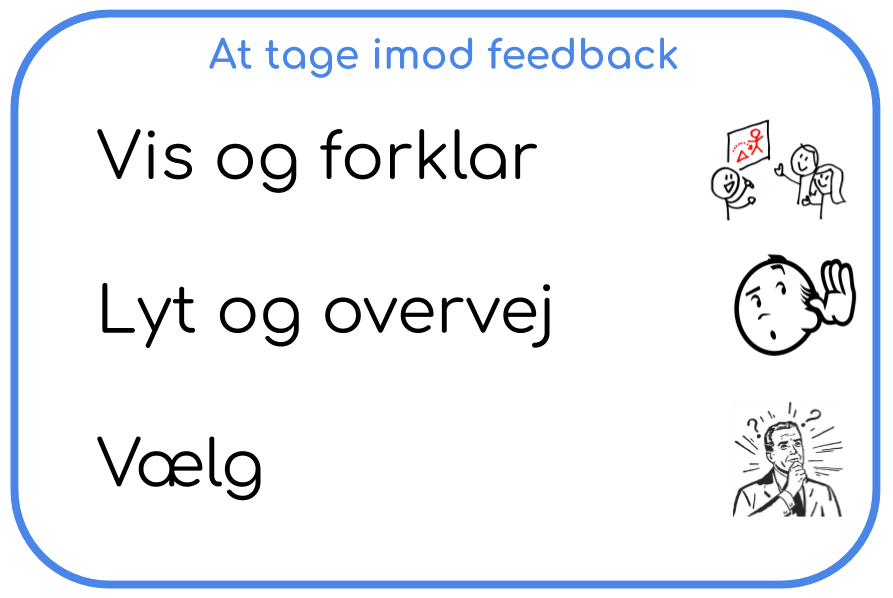 At tage imod feedback
Vis og forklar
Lyt og overvej
Vælg